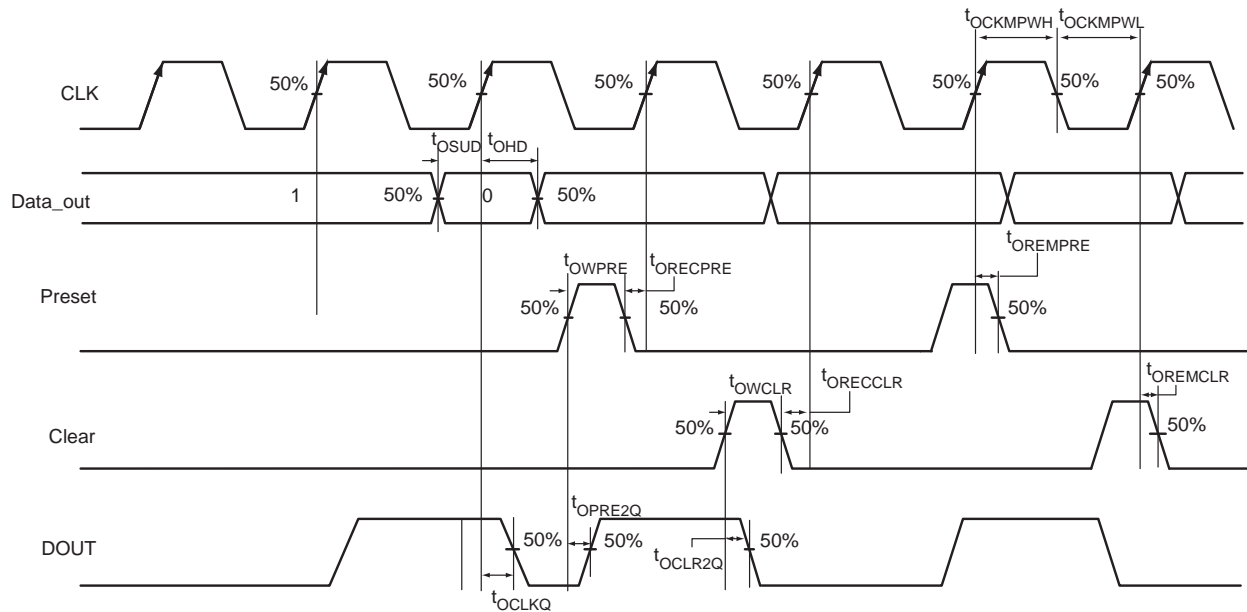 tOCKMPWH tOCKMPWL
CLK 50% 50% 50% 50% 50% 50% 50%
tOSUD tOHD
Data_out 1 50% 0 50%
tOREMPRE
tOWPRE tORECPRE
Preset 50% 50% 50%
tOWCLR tORECCLR tOREMCLR
Clear 50% 50% 50%
tOPRE2Q
DOUT 50% 50% tOCLR2Q 50%
tOCLKQ